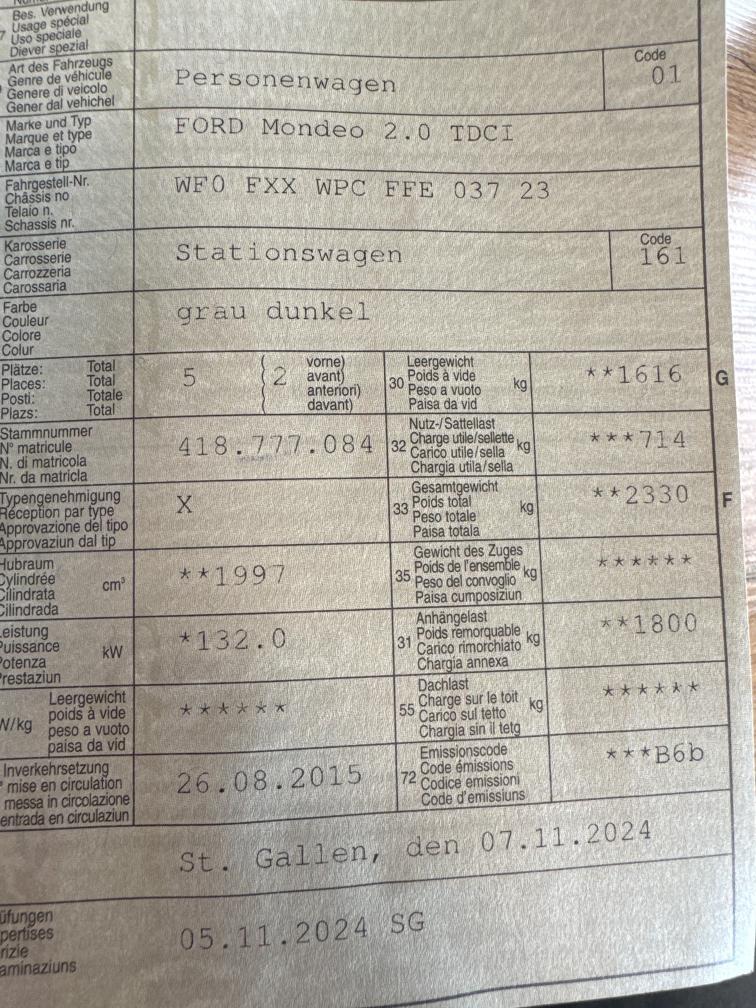 Bes. Verwendung
Usage spécial
Uso speciale
Diever spezial
Art des Fahrzeugs
Genre de véhicule
Genere di veicolo
Gener dal vehichel
Personenwagen
Code
01
Marke und Typ
Marque et type
Marca e tipo
Marca e tip
FORD Mondeo 2.0 TDCI
Fahrgestell-Nr.
Châssis no
Telaio n.
Schassis nr.
WF0 FXX WPC FFE 037 23
Karosserie
Carrosserie
Carrozzeria
Carossaria
Stationswagen
Code
161
Farbe
Couleur
Colore
Colur
grau dunkel
Plätze: Total
Places: Total
Posti: Totale
Plazs: Total
5
(2
vorne)
avant)
anteriori)
davant)
30
Leergewicht
Poids à vide
Peso a vuoto
Paisa da vid
kg
**1616
G
Stammnummer
N° matricule
N. di matricola
Nr. da matricla
418.777.084
32
Nutz-/Sattellast
Charge utile/sellette
Carico utile/sella
Chargia utila/sella
kg
***714
Typengenehmigung
Réception par type
Approvazione del tipo
Approvaziun dal tip
X
33
Gesamtgewicht
Poids total
Peso totale
Paisa totala
kg
**2330
F
Hubraum
Cylindrée
Cilindrata
Cilindrada
cm³
**1997
35
Gewicht des Zuges
Poids de l'ensemble
Peso del convoglio
Paisa cumposiziun
kg
******
Leistung
Puissance
Potenza
Prestaziun
kW
*132.0
31
Anhängelast
Poids remorquable
Carico rimorchiato
Chargia annexa
kg
**1800
W/kg
Leergewicht
poids à vide
peso a vuoto
paisa da vid
******
55
Dachlast
Charge sur le toit
Carico sul tetto
Chargia sin il tetg
kg
******
Inverkehrsetzung
mise en circulation
messa in circolazione
entrada en circulaziun
26.08.2015
72
Emissionscode
Code émissions
Codice emissioni
Code d'emissiuns
***B6b
St. Gallen, den 07.11.2024
üfungen
pertises
rizie
aminaziuns
05.11.2024 SG